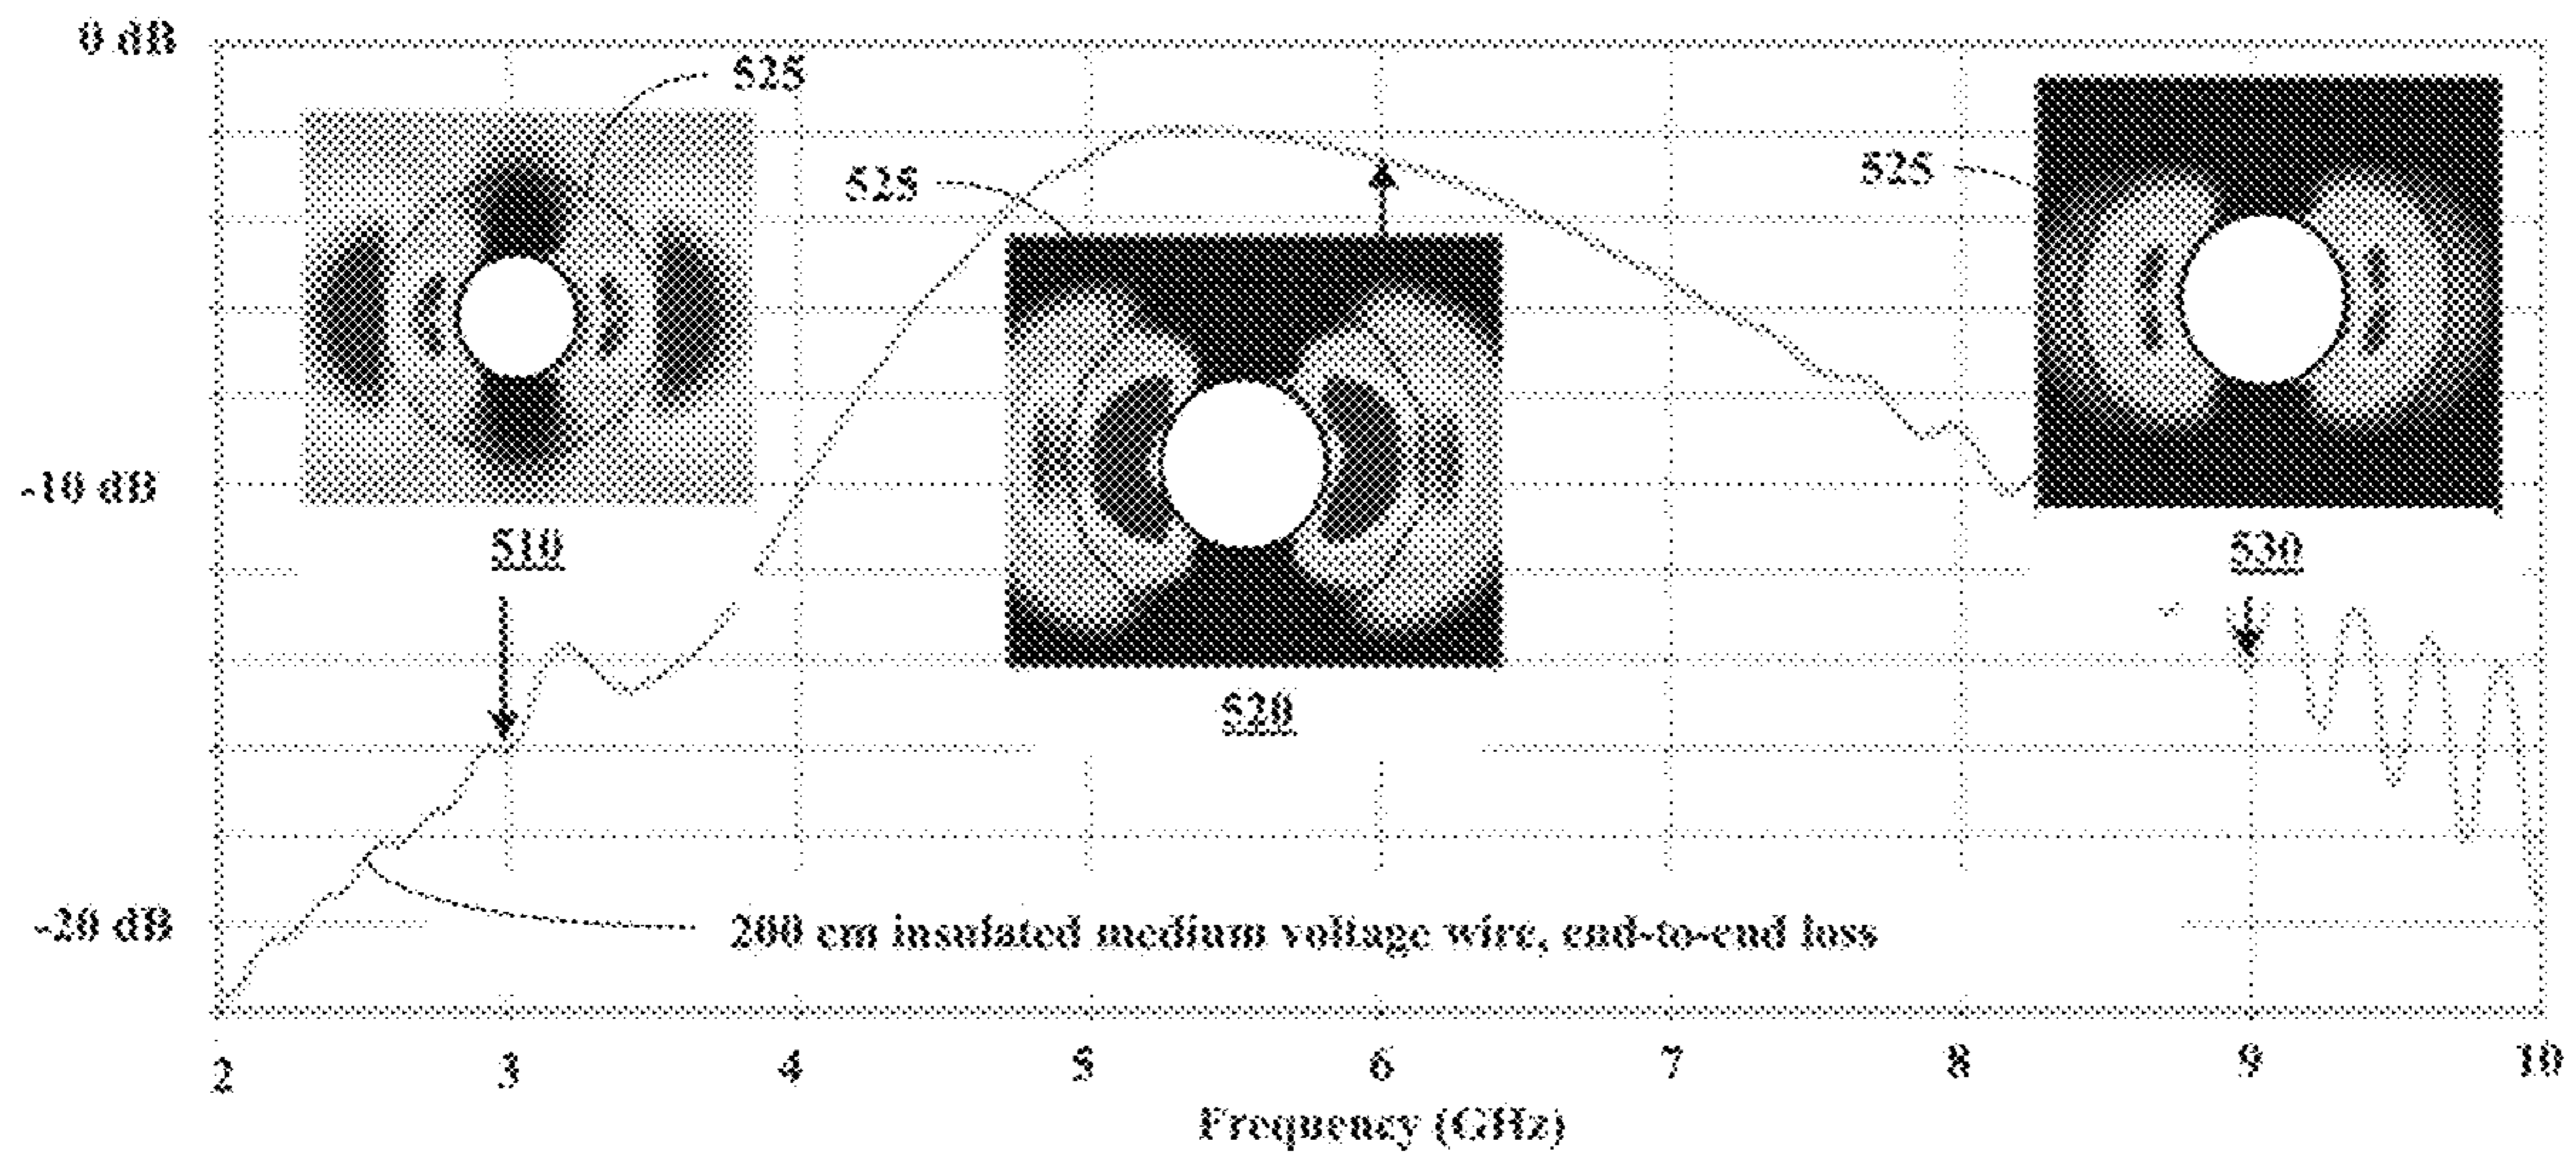 0 dB
525
525
525
-10 dB
510
530
520
-20 dB
200 cm insulated medium voltage wire, end-to-end loss
2 3 4 5 6 7 8 9 10
Frequency (GHz)